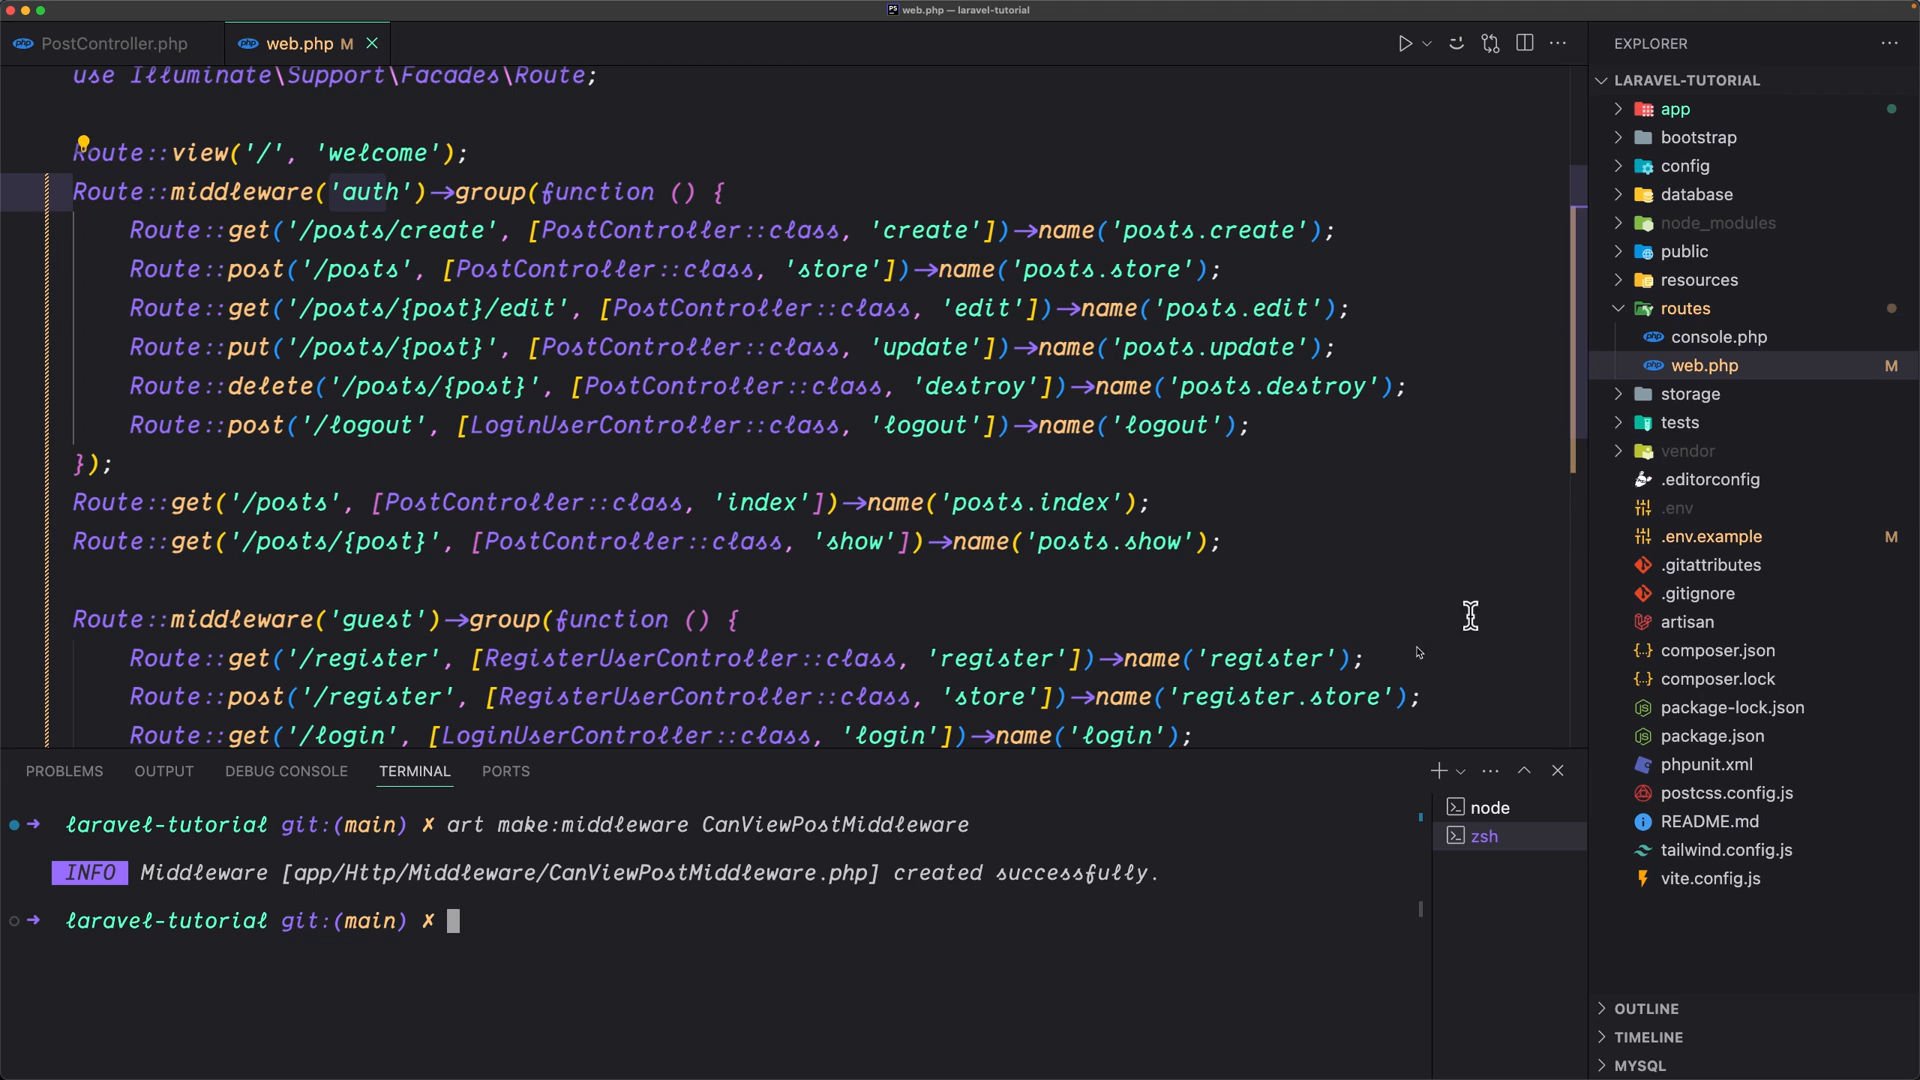 web.php — laravel-tutorial
PostController.php
web.php M
EXPLORER
use Illuminate\Support\Facades\Route;
Route::view('/', 'welcome');
Route::middleware('auth')->group(function () {
Route::get('/posts/create', [PostController::class, 'create'])->name('posts.create');
Route::post('/posts', [PostController::class, 'store'])->name('posts.store');
Route::get('/posts/{post}/edit', [PostController::class, 'edit'])->name('posts.edit');
Route::put('/posts/{post}', [PostController::class, 'update'])->name('posts.update');
Route::delete('/posts/{post}', [PostController::class, 'destroy'])->name('posts.destroy');
Route::post('/logout', [LoginUserController::class, 'logout'])->name('logout');
});
Route::get('/posts', [PostController::class, 'index'])->name('posts.index');
Route::get('/posts/{post}', [PostController::class, 'show'])->name('posts.show');
Route::middleware('guest')->group(function () {
Route::get('/register', [RegisterUserController::class, 'register'])->name('register');
Route::post('/register', [RegisterUserController::class, 'store'])->name('register.store');
Route::get('/login', [LoginUserController::class, 'login'])->name('login');
PROBLEMS
OUTPUT
DEBUG CONSOLE
TERMINAL
PORTS
laravel-tutorial git:(main) ✗ art make:middleware CanViewPostMiddleware
INFO Middleware [app/Http/Middleware/CanViewPostMiddleware.php] created successfully.
laravel-tutorial git:(main) ✗
node
zsh
LARAVEL-TUTORIAL
app
bootstrap
config
database
node_modules
public
resources
routes
console.php
web.php M
storage
tests
vendor
.editorconfig
.env
.env.example M
.gitattributes
.gitignore
artisan
composer.json
composer.lock
package-lock.json
package.json
phpunit.xml
postcss.config.js
README.md
tailwind.config.js
vite.config.js
OUTLINE
TIMELINE
MYSQL